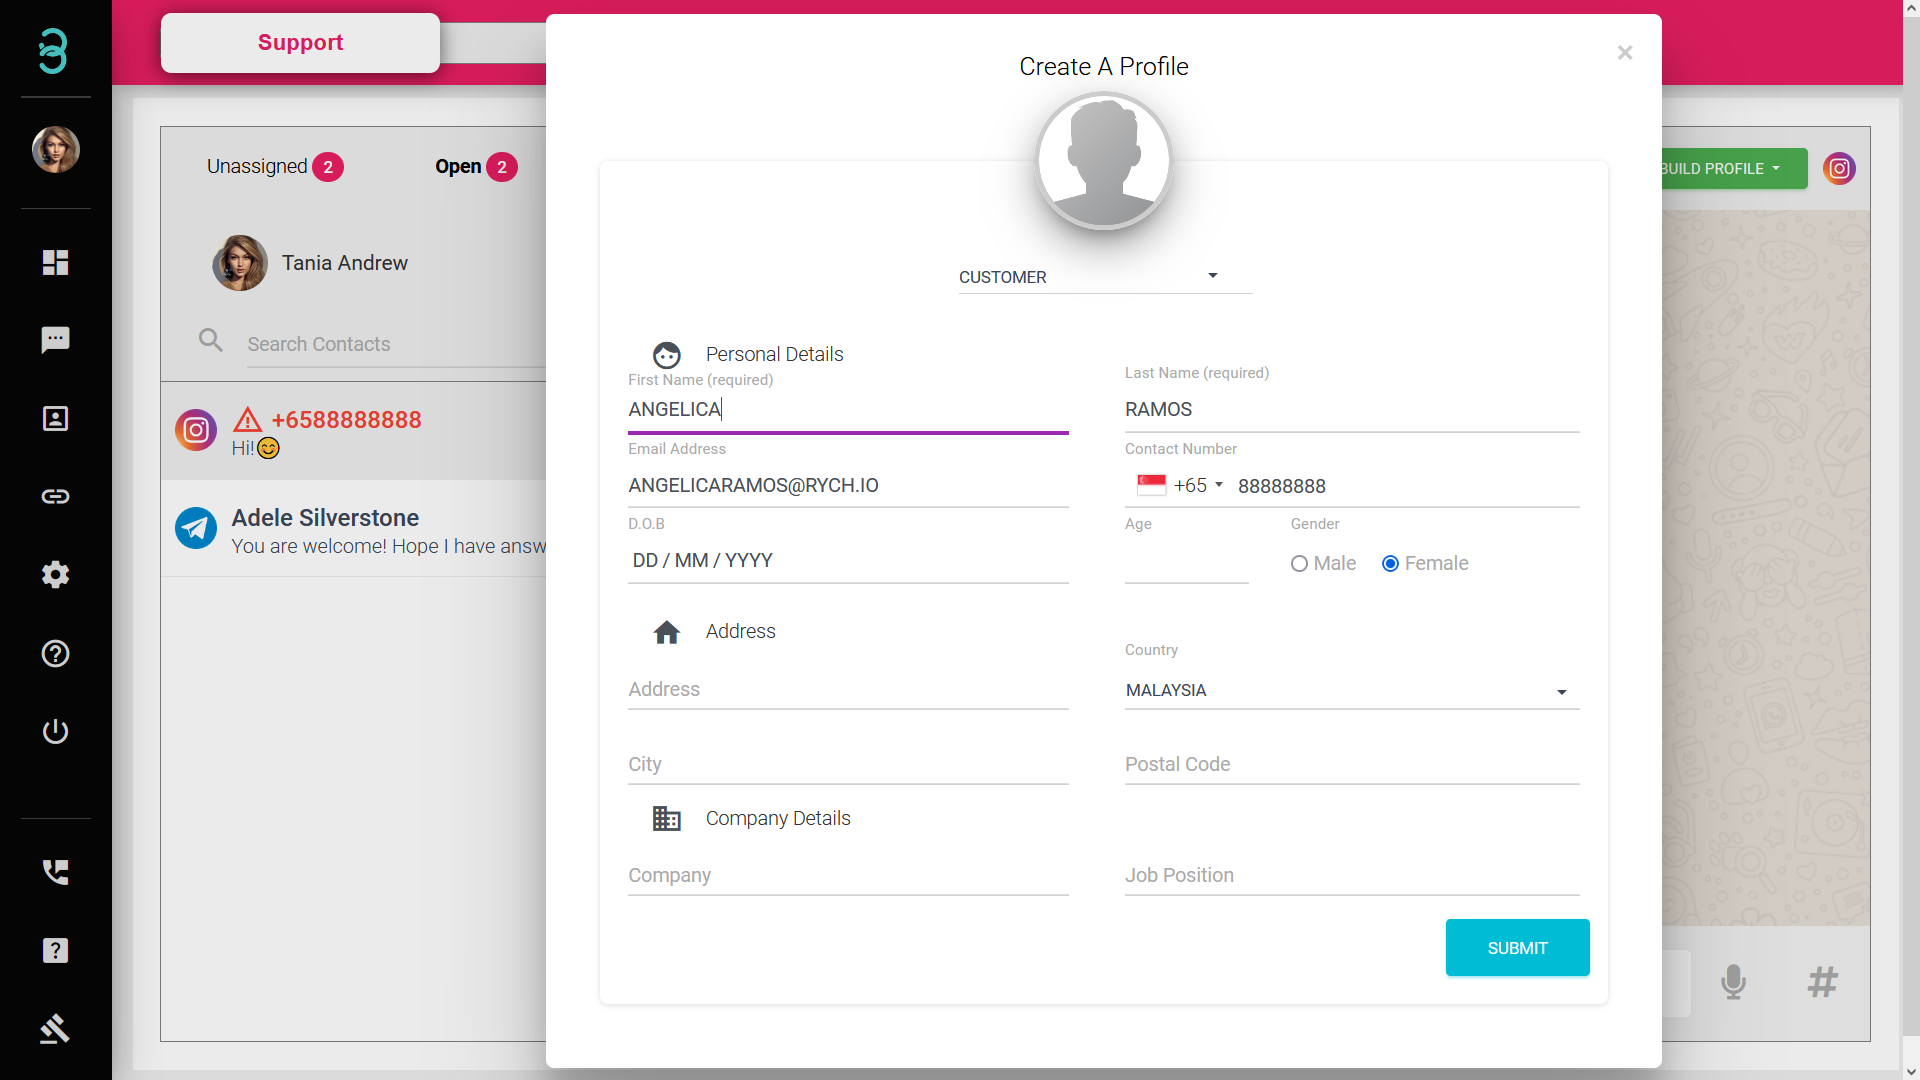 Support
Create A Profile
×
Unassigned 2
Open 2
BUILD PROFILE
Tania Andrew
CUSTOMER
Search Contacts
Personal Details
First Name (required)
Last Name (required)
ANGELICA
RAMOS
+6588888888
Hi!😊
Email Address
Contact Number
ANGELICARAMOS@RYCH.IO
+65 88888888
Adele Silverstone
You are welcome! Hope I have answ
D.O.B
Age
Gender
DD / MM / YYYY
Male
Female
Address
Country
Address
MALAYSIA
City
Postal Code
Company Details
Company
Job Position
SUBMIT
#